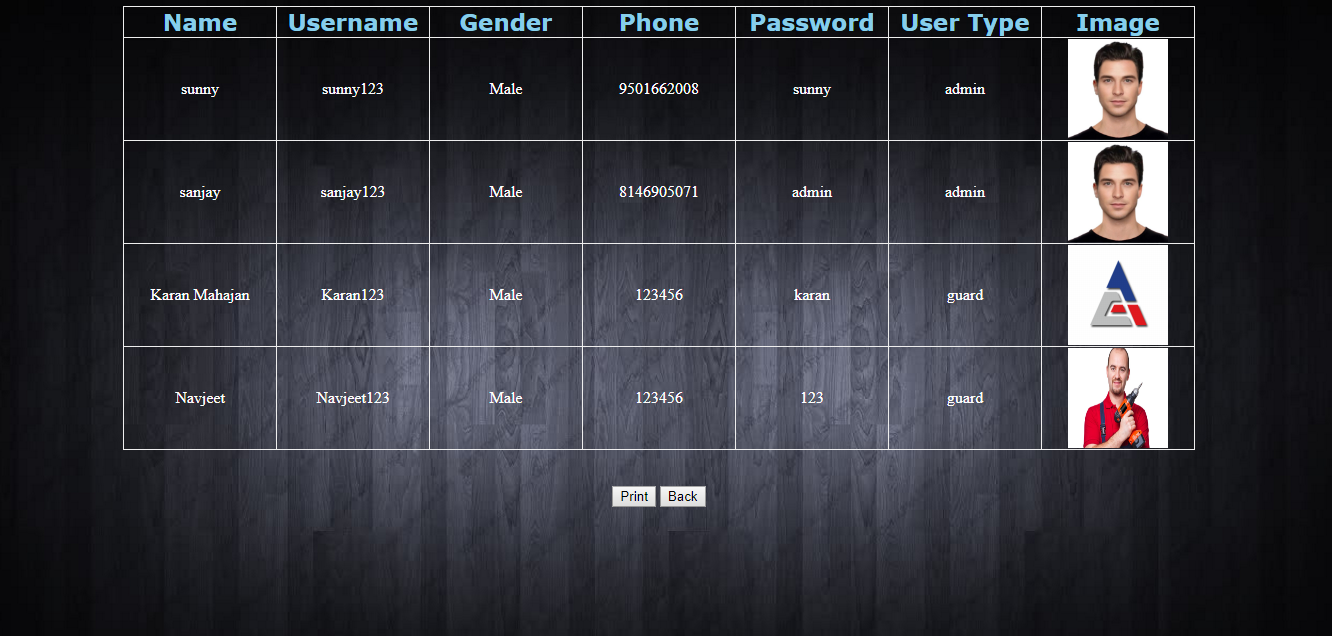 Name Username Gender Phone Password User Type Image
sunny sunny123 Male 9501662008 sunny admin
sanjay sanjay123 Male 8146905071 admin admin
Karan Mahajan Karan123 Male 123456 karan guard
Navjeet Navjeet123 Male 123456 123 guard
Print Back